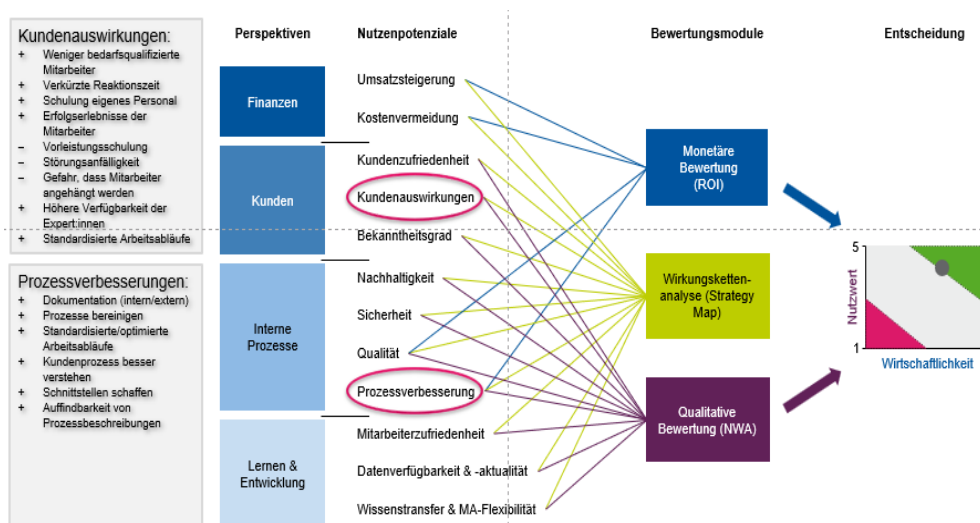 Kundenauswirkungen:
+ Weniger bedarfsqualifizierte
Mitarbeiter
+ Verkürzte Reaktionszeit
+ Schulung eigenes Personal
+ Erfolgserlebnisse der
Mitarbeiter
– Vorleistungsschulung
– Störungsanfälligkeit
– Gefahr, dass Mitarbeiter
angehängt werden
+ Höhere Verfügbarkeit der
Expert:innen
+ Standardisierte Arbeitsabläufe
Prozessverbesserungen:
+ Dokumentation (intern/extern)
+ Prozesse bereinigen
+ Standardisierte/optimierte
Arbeitsabläufe
+ Kundenprozess besser
verstehen
+ Schnittstellen schaffen
+ Auffindbarkeit von
Prozessbeschreibungen
Perspektiven
Finanzen
Kunden
Interne
Prozesse
Lernen &
Entwicklung
Nutzenpotenziale
Umsatzsteigerung
Kostenvermeidung
Kundenzufriedenheit
Kundenauswirkungen
Bekanntheitsgrad
Nachhaltigkeit
Sicherheit
Qualität
Prozessverbesserung
Mitarbeiterzufriedenheit
Datenverfügbarkeit & -aktualität
Wissenstransfer & MA-Flexibilität
Bewertungsmodule
Monetäre
Bewertung
(ROI)
Wirkungsketten-
analyse (Strategy
Map)
Qualitative
Bewertung (NWA)
Entscheidung
5
Nutzwert
1
Wirtschaftlichkeit